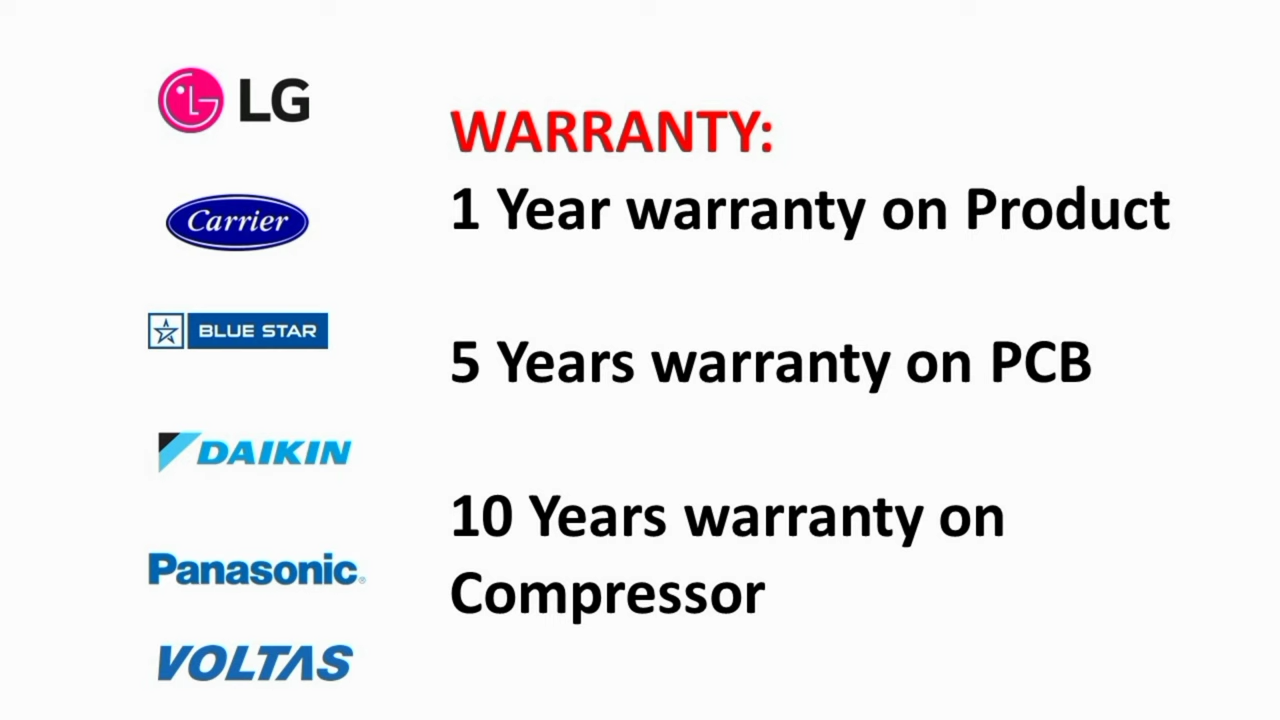 LG
Carrier
BLUE STAR
DAIKIN
Panasonic
VOLTAS
WARRANTY:
1 Year warranty on Product
5 Years warranty on PCB
10 Years warranty on
Compressor